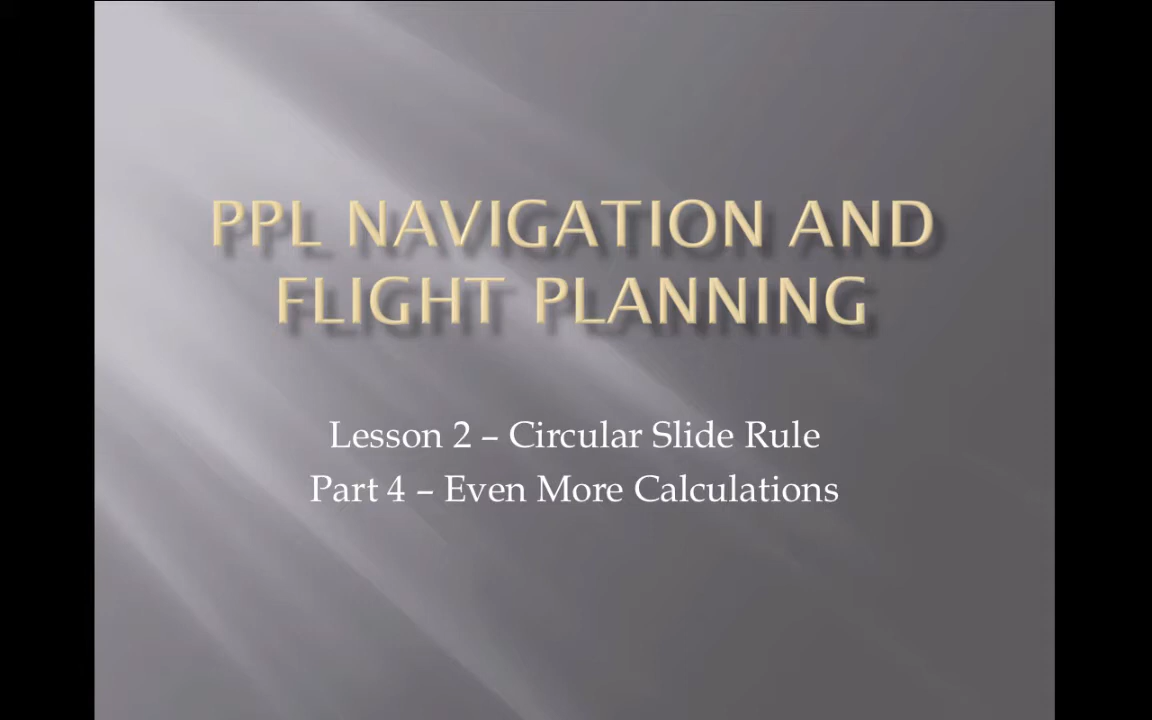 PPL NAVIGATION AND
FLIGHT PLANNING
Lesson 2 – Circular Slide Rule
Part 4 – Even More Calculations